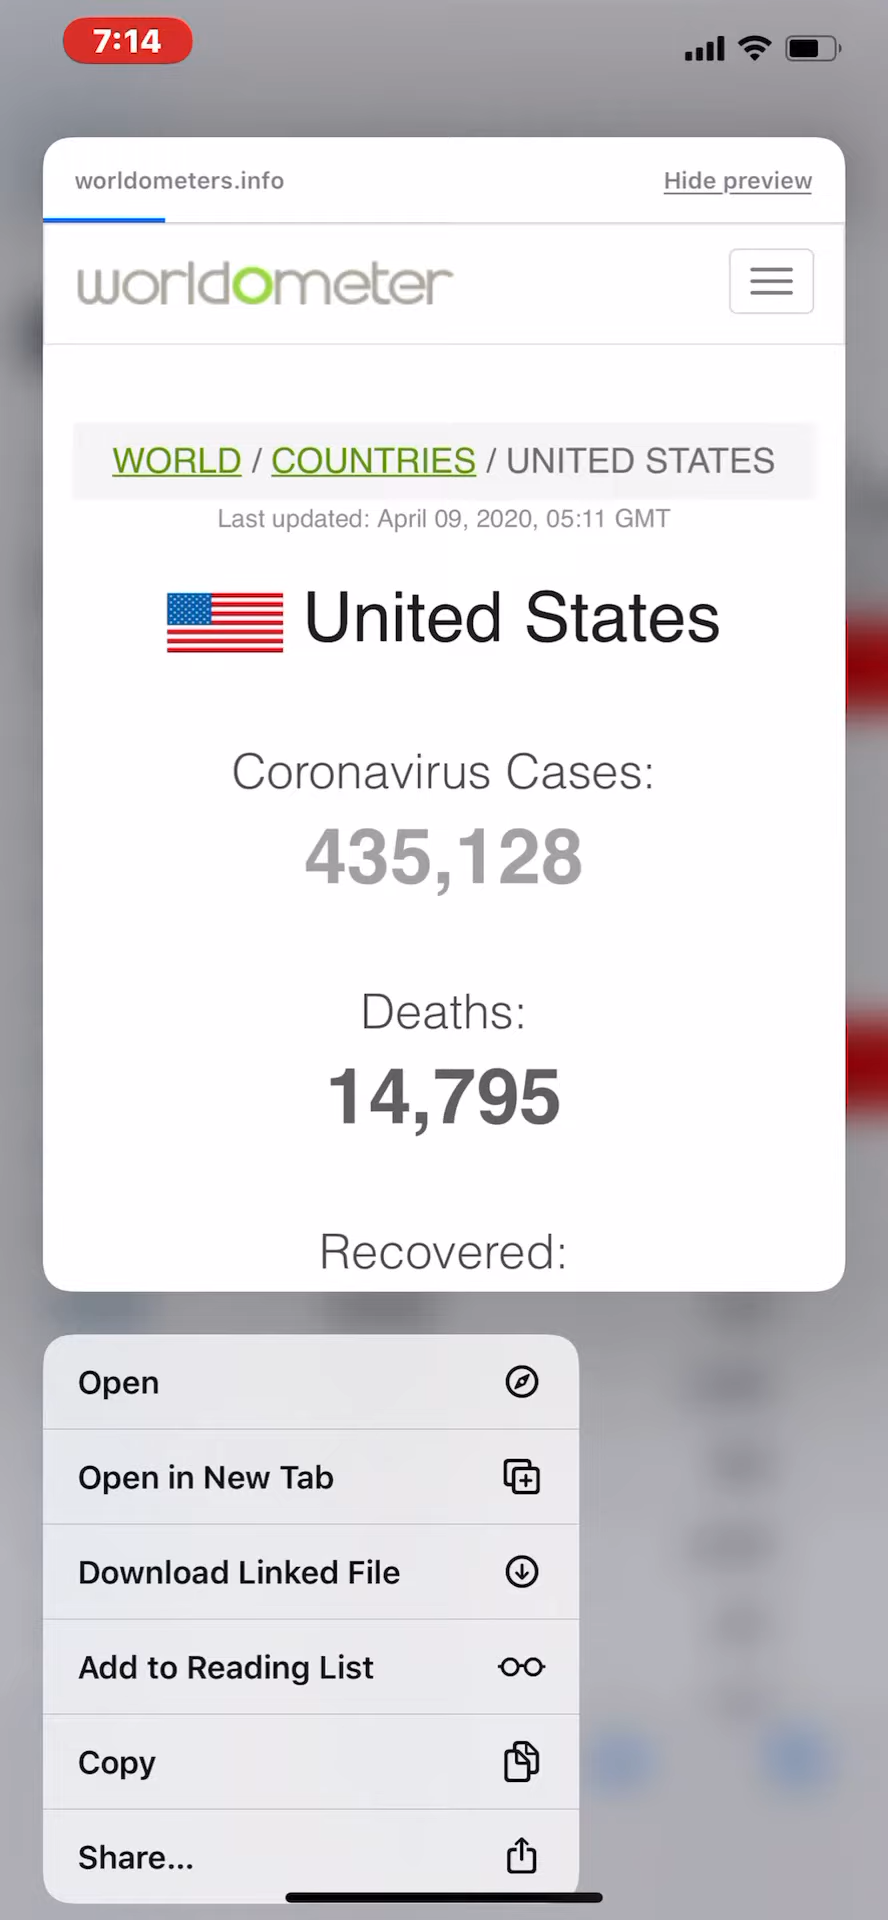 7:14
worldometers.info Hide preview
worldometer
WORLD / COUNTRIES / UNITED STATES
Last updated: April 09, 2020, 05:11 GMT
United States
Coronavirus Cases:
435,128
Deaths:
14,795
Recovered:
Open
Open in New Tab
Download Linked File
Add to Reading List
Copy
Share...